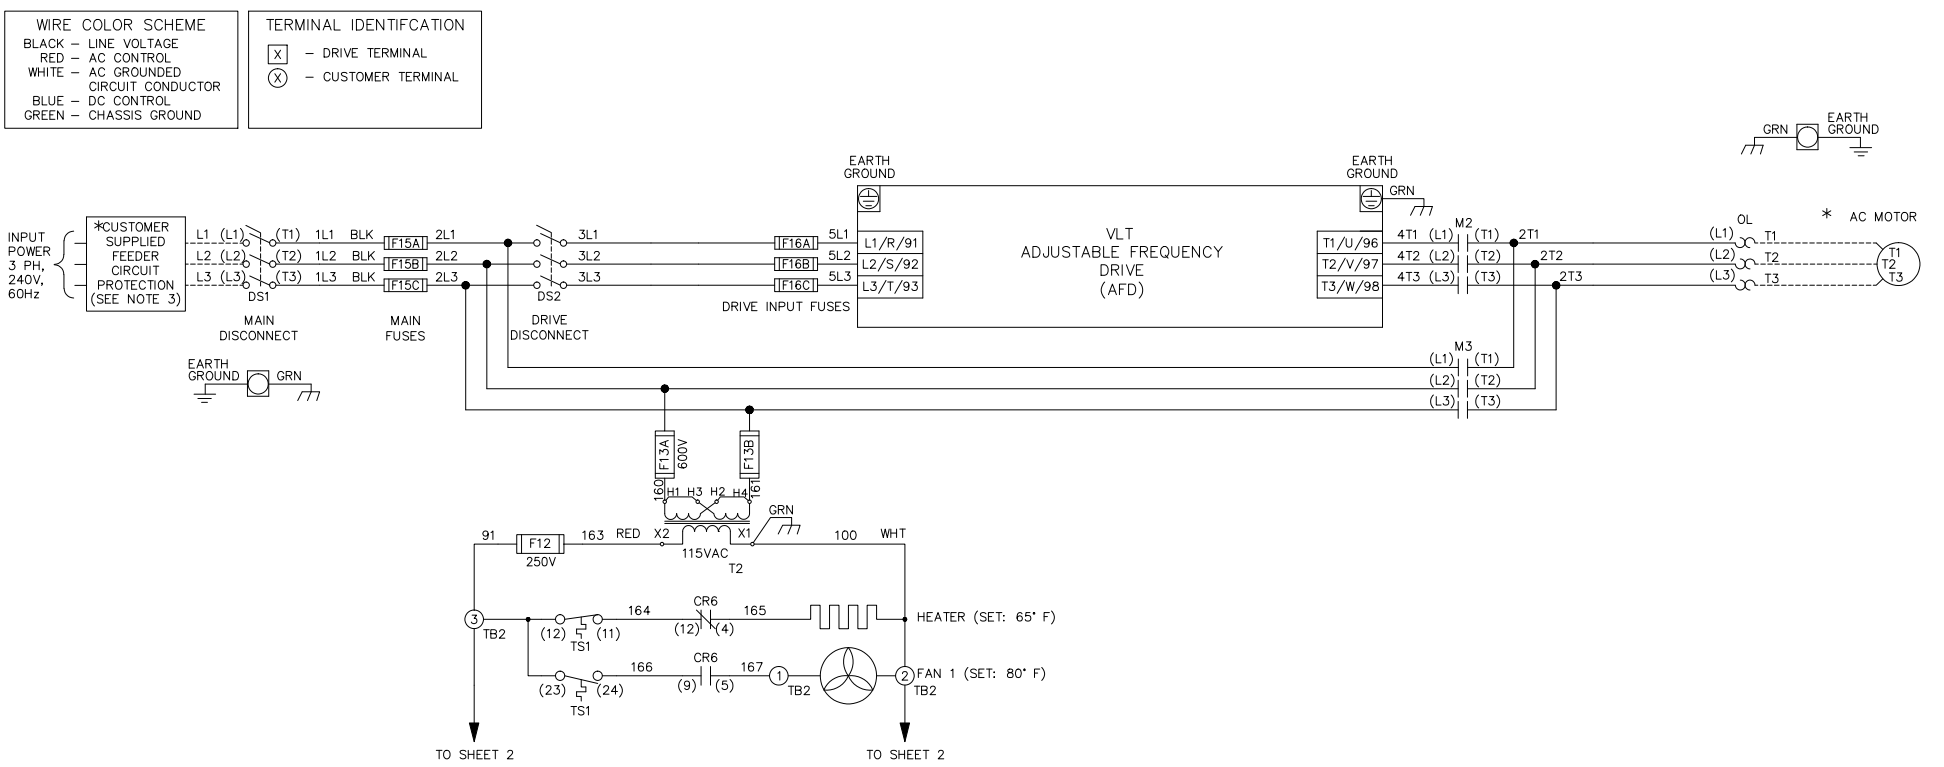 WIRE COLOR SCHEME
BLACK – LINE VOLTAGE
RED – AC CONTROL
WHITE – AC GROUNDED
CIRCUIT CONDUCTOR
BLUE – DC CONTROL
GREEN – CHASSIS GROUND
TERMINAL IDENTIFCATION
X – DRIVE TERMINAL
X – CUSTOMER TERMINAL
GRN
EARTH
GROUND
INPUT
POWER
3 PH,
240V,
60Hz
*CUSTOMER
SUPPLIED
FEEDER
CIRCUIT
PROTECTION
(SEE NOTE 3)
L1 (L1) (T1) 1L1 BLK F15A 2L1 3L1 F16A 5L1 L1/R/91
L2 (L2) (T2) 1L2 BLK F15B 2L2 3L2 F16B 5L2 L2/S/92
L3 (L3) (T3) 1L3 BLK F15C 2L3 3L3 F16C 5L3 L3/T/93
DS1
MAIN
DISCONNECT
MAIN
FUSES
DS2
DRIVE
DISCONNECT
DRIVE INPUT FUSES
EARTH
GROUND
VLT
ADJUSTABLE FREQUENCY
DRIVE
(AFD)
EARTH
GROUND
GRN
M2
T1/U/96 4T1 (L1) (T1) 2T1
T2/V/97 4T2 (L2) (T2) 2T2
T3/W/98 4T3 (L3) (T3) 2T3
OL
(L1) T1
(L2) T2
(L3) T3
* AC MOTOR
T1
T2
T3
EARTH
GROUND GRN
M3
(L1) (T1)
(L2) (T2)
(L3) (T3)
F13A
600V
F13B
160
161
H1 H3 H2 H4
GRN
91 F12 163 RED X2 X1 100 WHT
250V
115VAC
T2
3
TB2
(12) (11)
TS1
164
CR6
(12) (4)
165
HEATER (SET: 65° F)
(23) (24)
TS1
166
CR6
(9) (5)
167
1
TB2
2
TB2
FAN 1 (SET: 80° F)
TO SHEET 2
TO SHEET 2